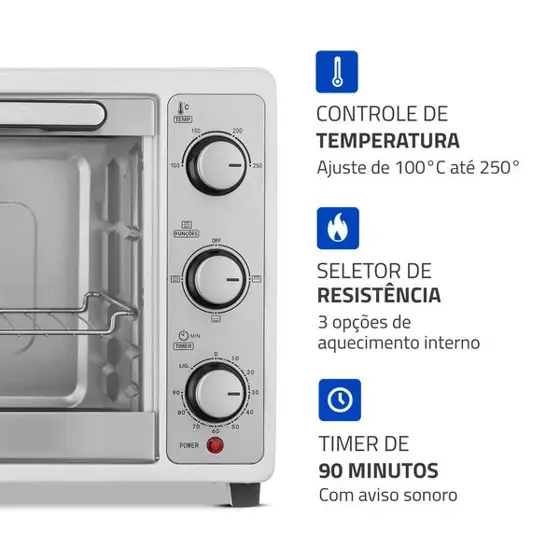 °C
TEMP.
150 200
100 250
FUNÇÕES
OFF
MIN
TIMER
0
LIG. 10
20
90 30
80 40
70 60 50
POWER
CONTROLE DE
TEMPERATURA
Ajuste de 100°C até 250°
SELETOR DE
RESISTÊNCIA
3 opções de
aquecimento interno
TIMER DE
90 MINUTOS
Com aviso sonoro